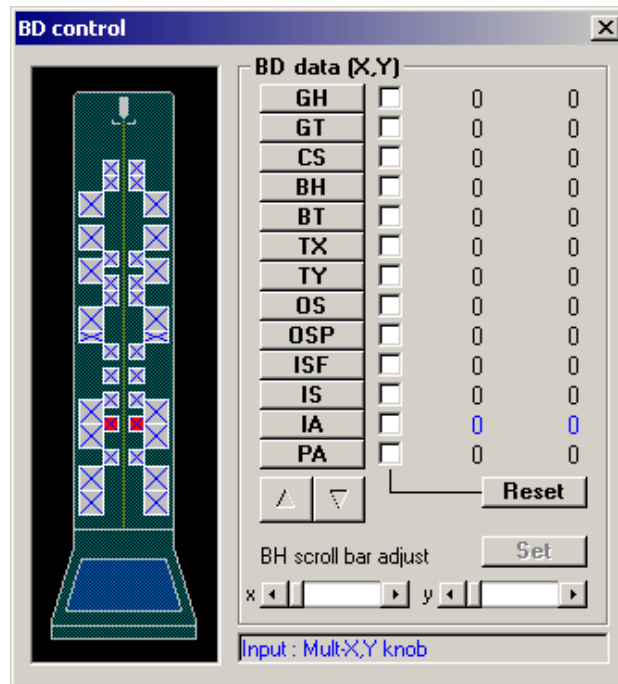 BD control
BD data (X,Y)
GH 0 0
GT 0 0
CS 0 0
BH 0 0
BT 0 0
TX 0 0
TY 0 0
OS 0 0
OSP 0 0
ISF 0 0
IS 0 0
IA 0 0
PA 0 0
Reset
BH scroll bar adjust Set
x y
Input : Mult-X,Y knob